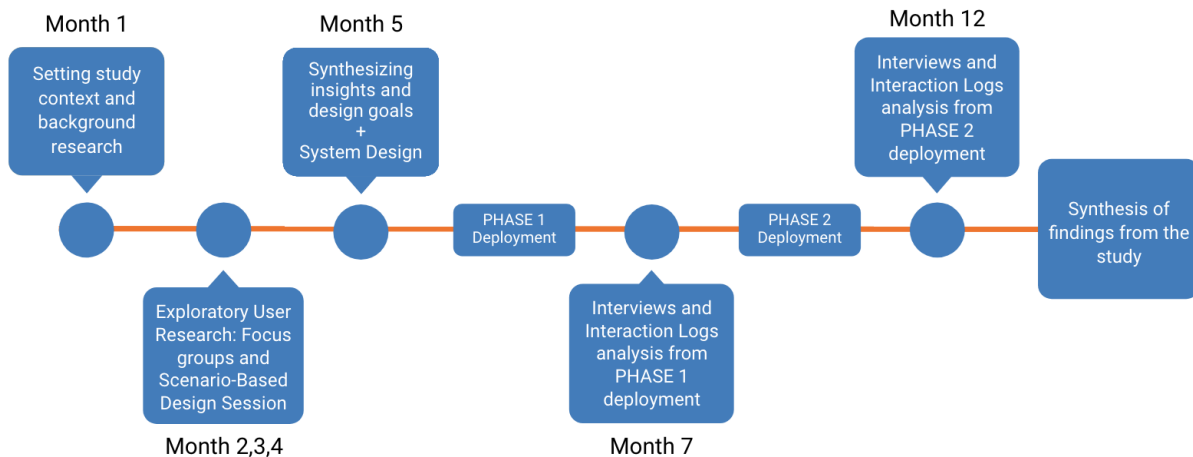 Month 1
Setting study
context and
background
research
Exploratory User
Research: Focus
groups and
Scenario-Based
Design Session
Month 2,3,4
Month 5
Synthesizing
insights and
design goals
+
System Design
PHASE 1
Deployment
Interviews and
Interaction Logs
analysis from
PHASE 1
deployment
Month 7
PHASE 2
Deployment
Month 12
Interviews and
Interaction Logs
analysis from
PHASE 2
deployment
Synthesis of
findings from the
study